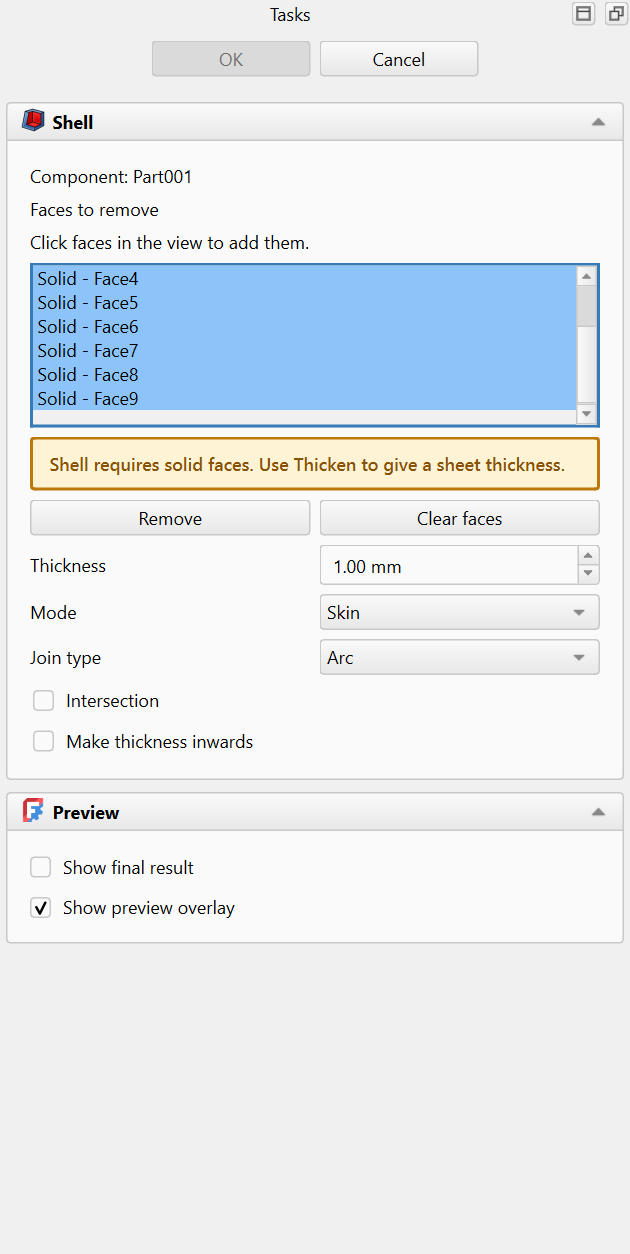 Tasks
OK
Cancel
Shell
Component: Part001
Faces to remove
Click faces in the view to add them.
Solid - Face4
Solid - Face5
Solid - Face6
Solid - Face7
Solid - Face8
Solid - Face9
Shell requires solid faces. Use Thicken to give a sheet thickness.
Remove
Clear faces
Thickness
1.00 mm
Mode
Skin
Join type
Arc
Intersection
Make thickness inwards
Preview
Show final result
Show preview overlay